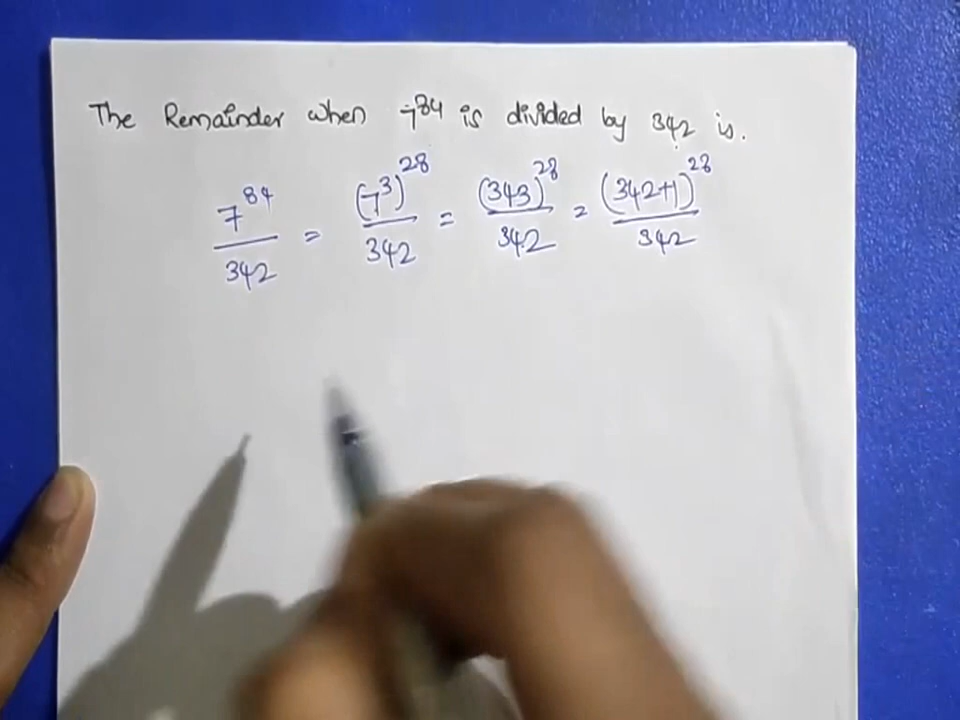 The Remainder when 7^84 is divided by 342 is.
7^84/342 = (7^3)^28/342 = (343)^28/342 = (342+1)^28/342